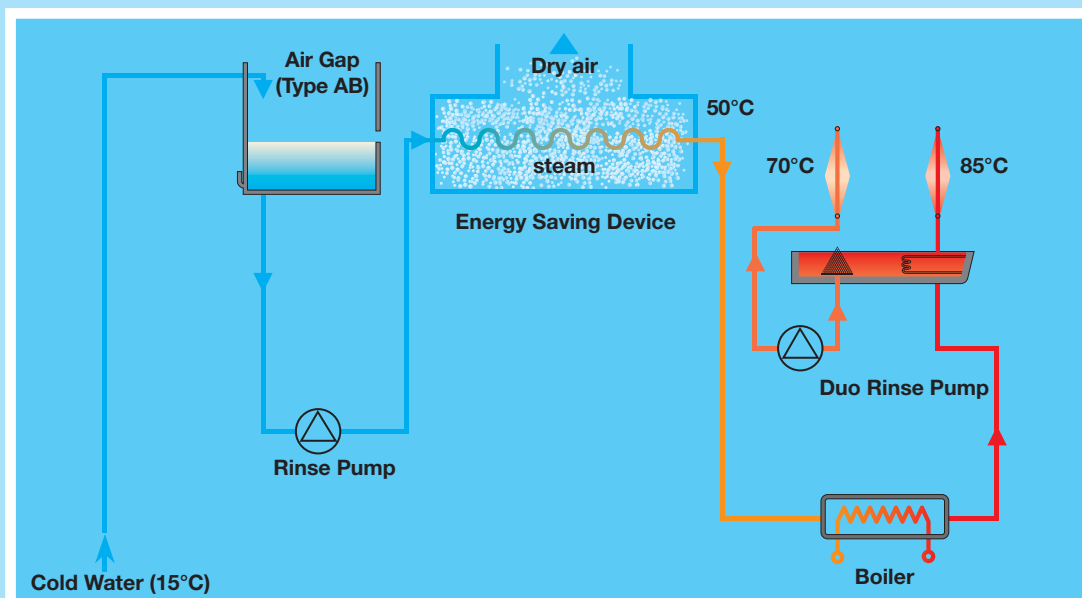 Air Gap
(Type AB)
Dry air
50°C
steam
Energy Saving Device
70°C
85°C
Duo Rinse Pump
Rinse Pump
Cold Water (15°C)
Boiler